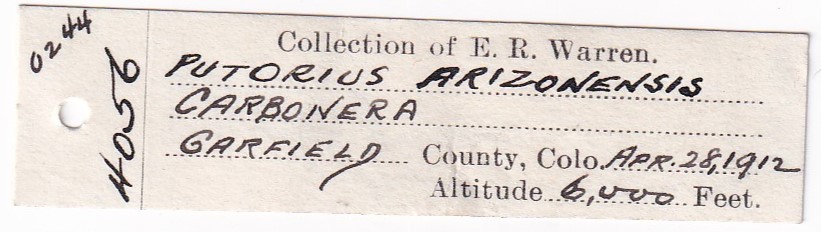 0244
4056
Collection of E. R. Warren.
PUTORIUS ARIZONENSIS
CARBONERA
GARFIELD County, Colo. APR. 28, 1912
Altitude 6,000 Feet.